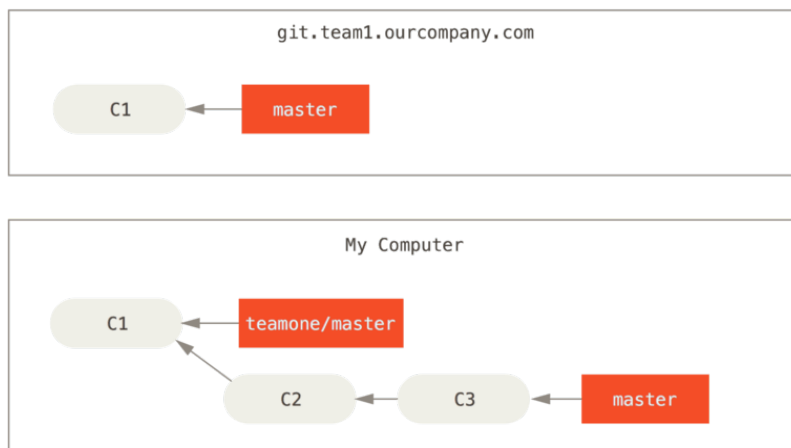 git.team1.ourcompany.com
C1
master
My Computer
C1
teamone/master
C2
C3
master